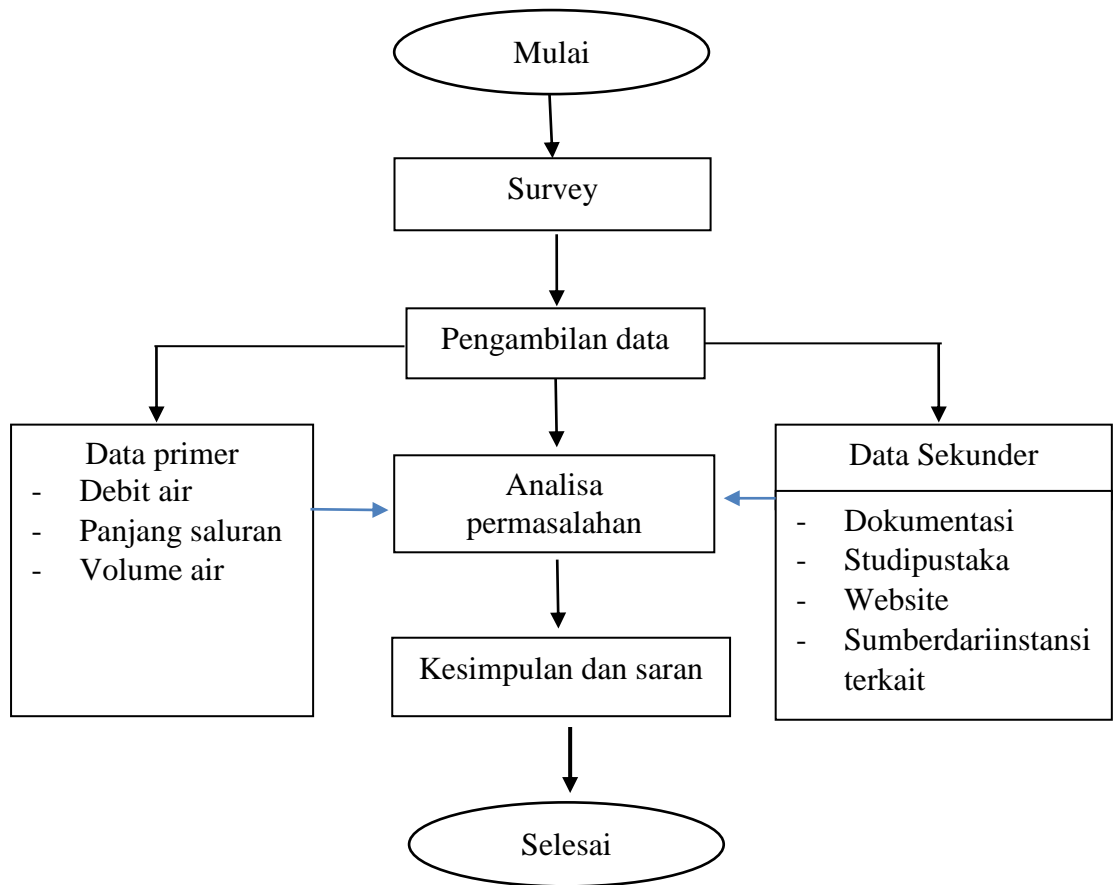 Mulai
Survey
Pengambilan data
Data primer
- Debit air
- Panjang saluran
- Volume air
Analisa
permasalahan
Data Sekunder
- Dokumentasi
- Studipustaka
- Website
- Sumberdariinstansi
terkait
Kesimpulan dan saran
Selesai